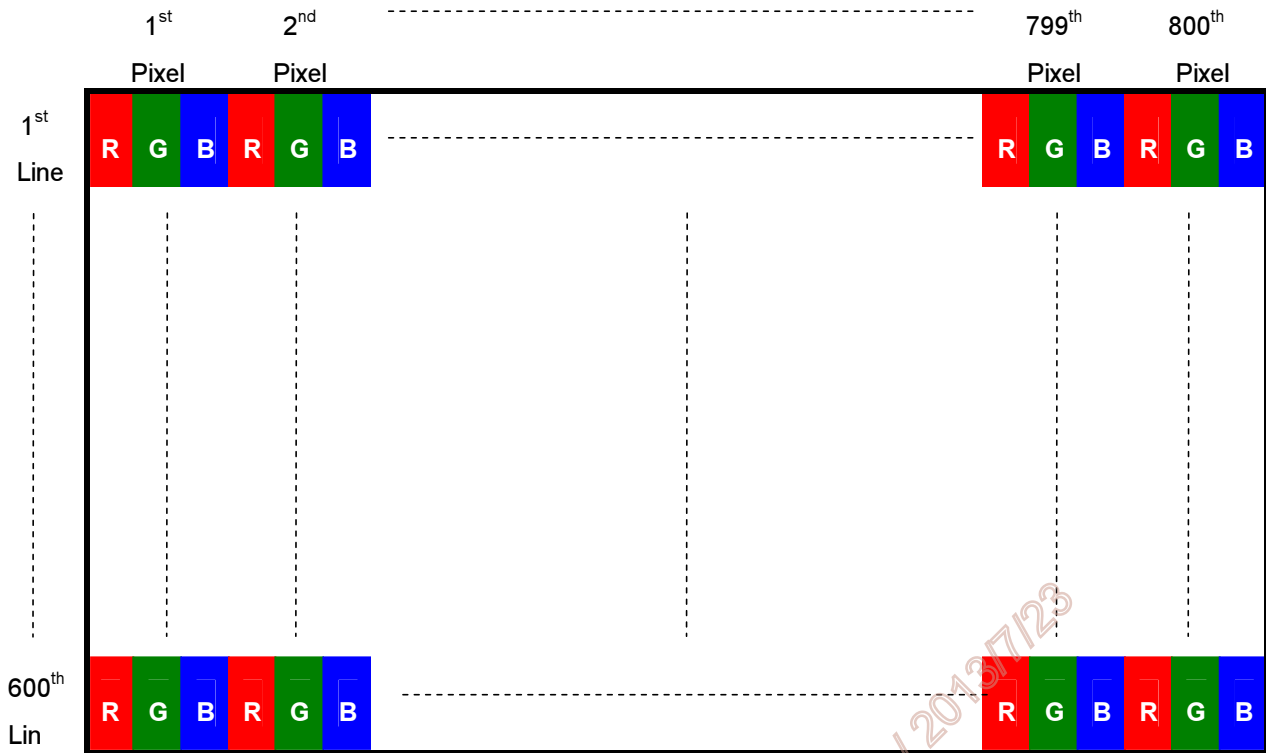 1st 2nd 799th 800th
Pixel Pixel Pixel Pixel
1st
Line
R G B R G B R G B R G B
600th
Lin
R G B R G B R G B R G B
/ 2013/7/23